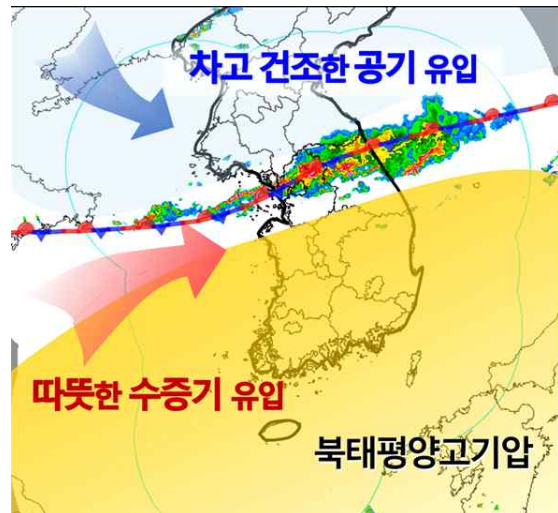 차고 건조한 공기 유입
따뜻한 수증기 유입
북태평양고기압